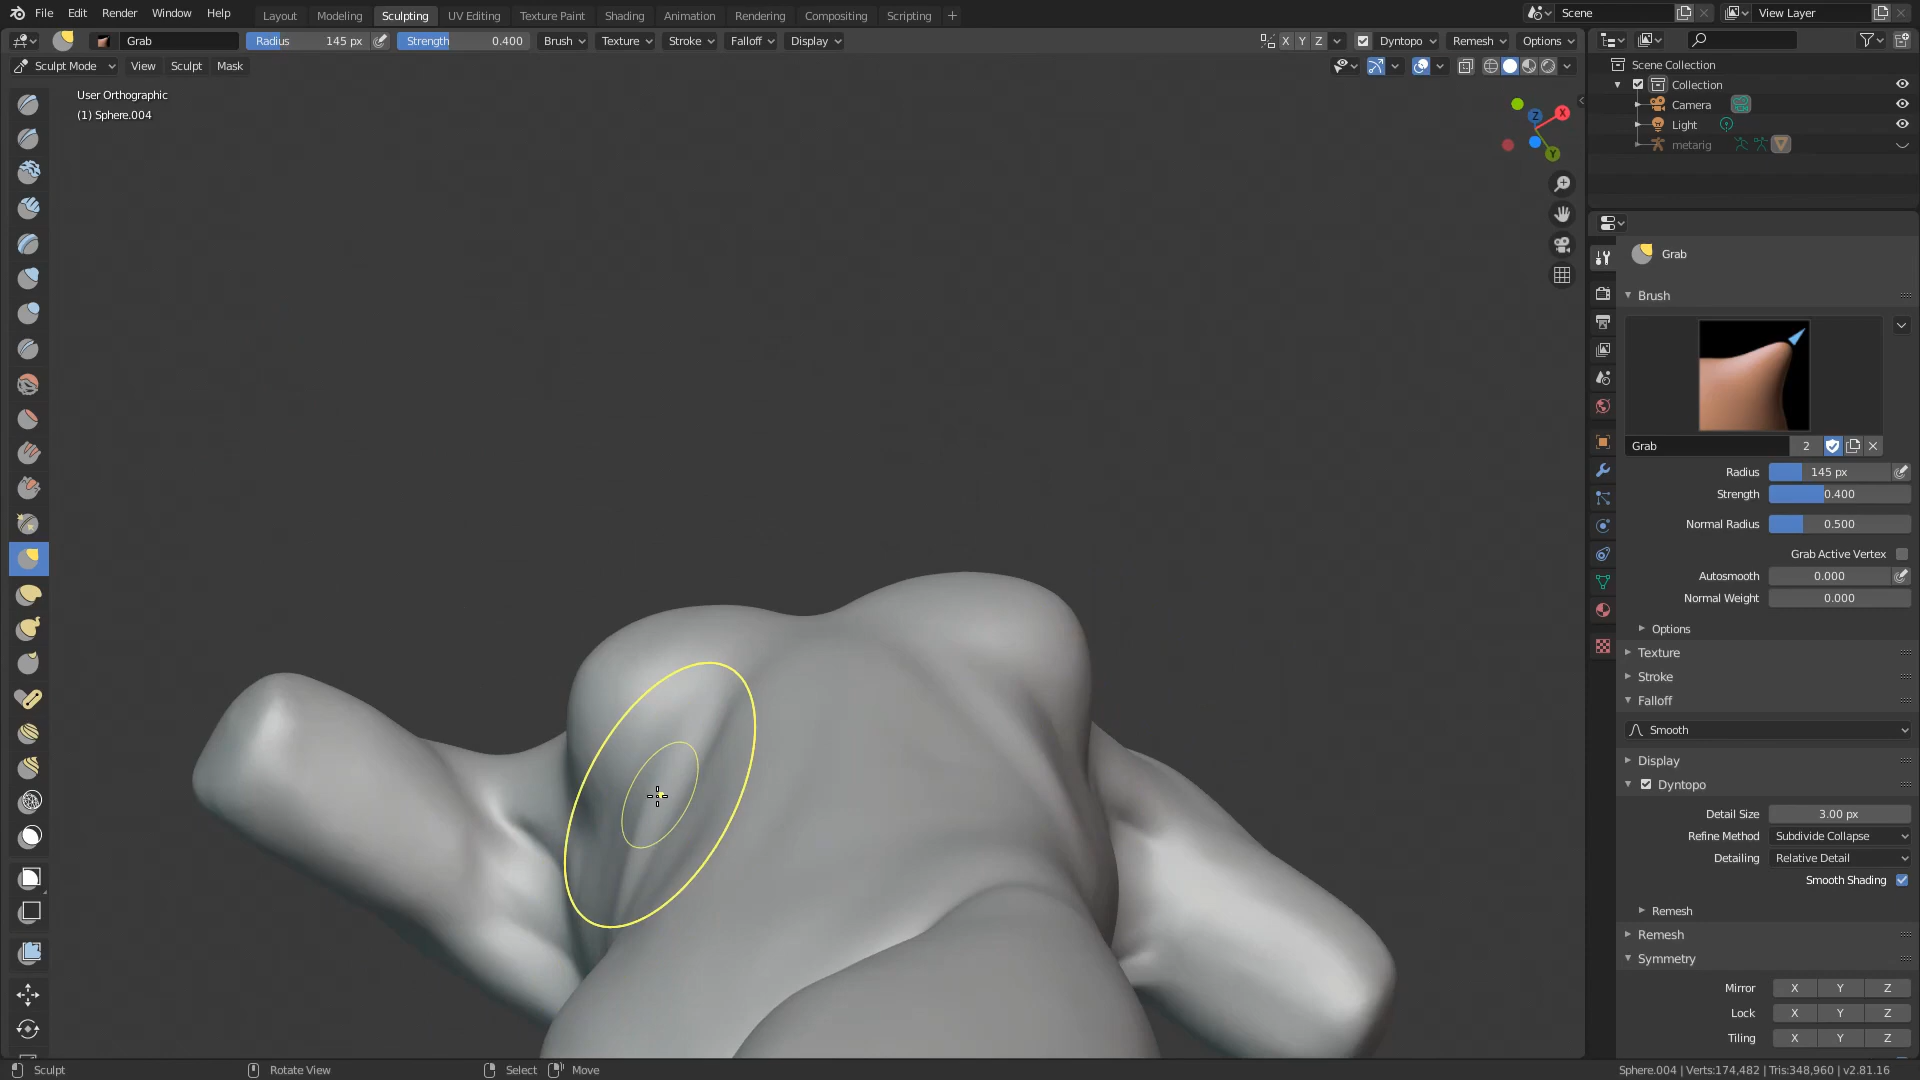 File Edit Render Window Help Layout Modeling Sculpting UV Editing Texture Paint Shading Animation Rendering Compositing Scripting + Scene View Layer
Grab Radius 145 px Strength 0.400 Brush Texture Stroke Falloff Display X Y Z Dyntopo Remesh Options
Sculpt Mode View Sculpt Mask
User Orthographic
(1) Sphere.004
Z X Y
Scene Collection
Collection
Camera
Light
metarig
Grab
Brush
Grab 2
Radius 145 px
Strength 0.400
Normal Radius 0.500
Grab Active Vertex
Autosmooth 0.000
Normal Weight 0.000
Options
Texture
Stroke
Falloff
Smooth
Display
Dyntopo
Detail Size 3.00 px
Refine Method Subdivide Collapse
Detailing Relative Detail
Smooth Shading
Remesh
Remesh
Symmetry
Mirror X Y Z
Lock X Y Z
Tiling X Y Z
Sculpt Rotate View Select Move Sphere.004 | Verts:174,482 | Tris:348,960 | v2.81.16